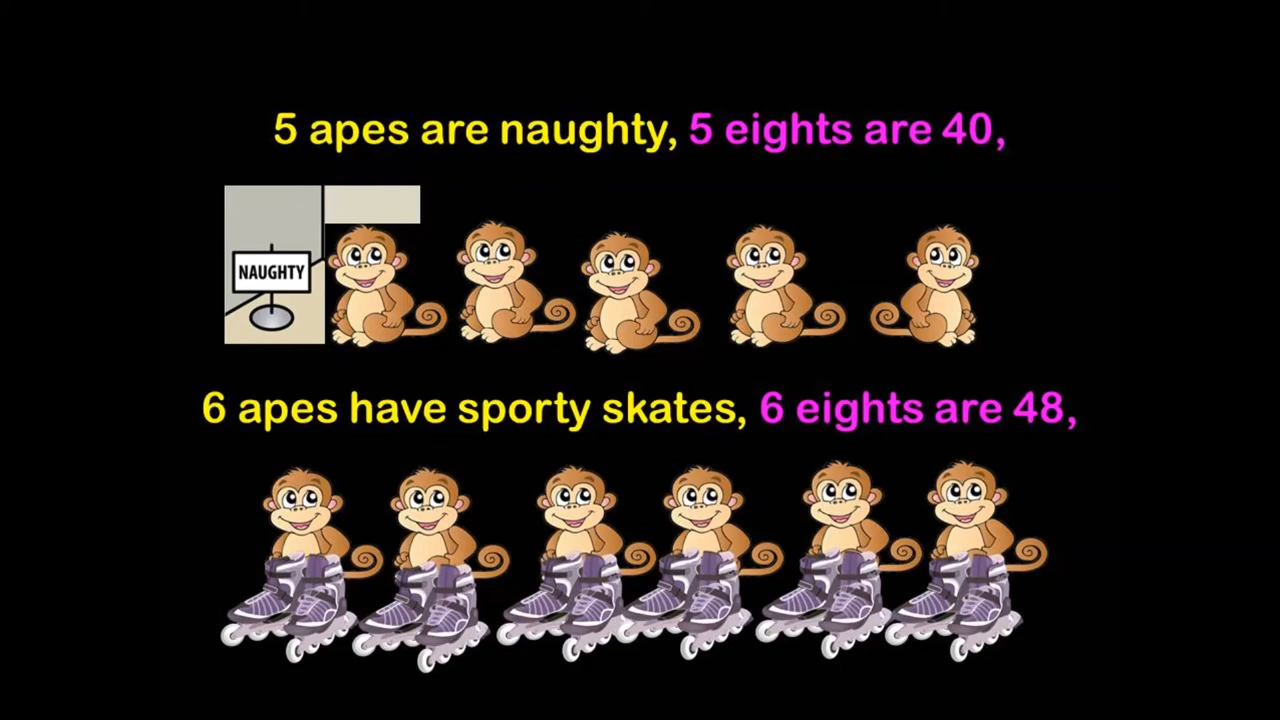 5 apes are naughty, 5 eights are 40,
NAUGHTY
6 apes have sporty skates, 6 eights are 48,